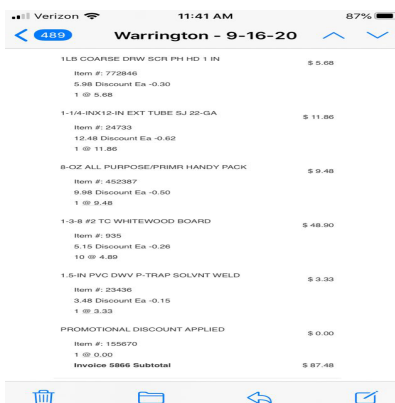 Verizon 11:41 AM 87%
489 Warrington - 9-16-20
1LB COARSE DRW SCR PH HD 1 IN $ 5.68
Item #: 772846
5.98 Discount Ea -0.30
1 @ 5.68
1-1/4-INX12-IN EXT TUBE SJ 22-GA $ 11.86
Item #: 24733
12.48 Discount Ea -0.62
1 @ 11.86
8-OZ ALL PURPOSE/PRIMR HANDY PACK $ 9.48
Item #: 452387
9.98 Discount Ea -0.50
1 @ 9.48
1-3-8 #2 TC WHITEWOOD BOARD $ 48.90
Item #: 935
5.15 Discount Ea -0.26
10 @ 4.89
1.5-IN PVC DWV P-TRAP SOLVNT WELD $ 3.33
Item #: 23436
3.48 Discount Ea -0.15
1 @ 3.33
PROMOTIONAL DISCOUNT APPLIED $ 0.00
Item #: 155670
1 @ 0.00
Invoice 5866 Subtotal $ 87.48